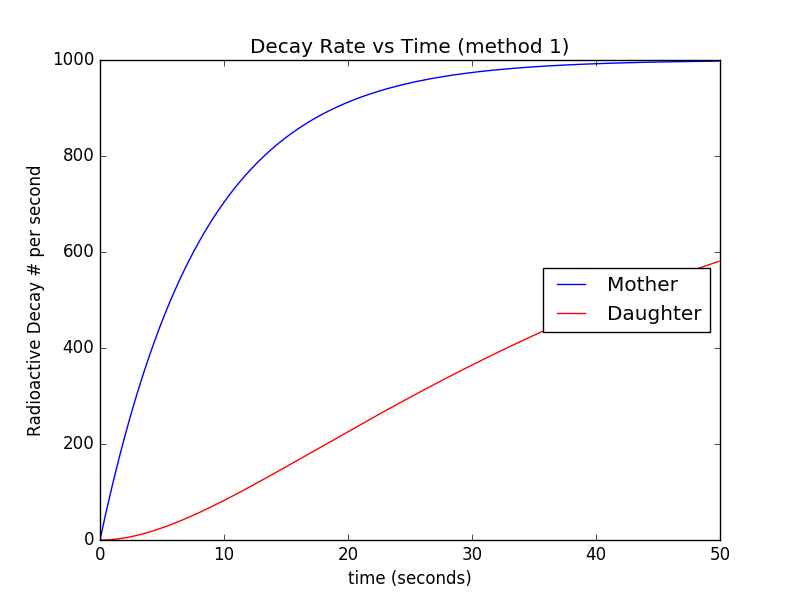 Decay Rate vs Time (method 1)
1000
800
600
400
200
0
Radioactive Decay # per second
Mother
Daughter
0 10 20 30 40 50
time (seconds)